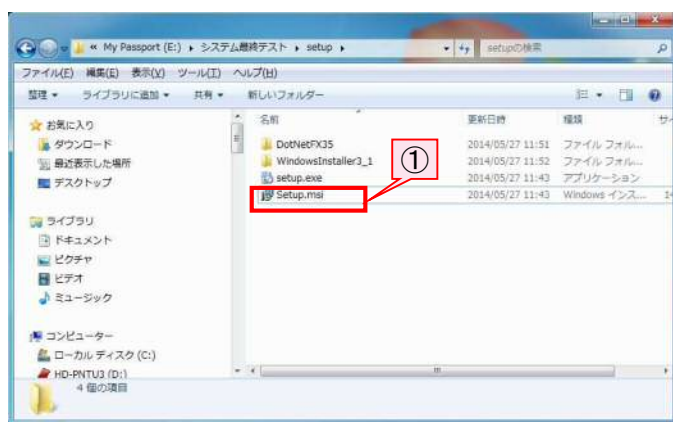 « My Passport (E:) ▸ システム最終テスト ▸ setup ▸
setupの検索
ファイル(F) 編集(E) 表示(V) ツール(T) ヘルプ(H)
整理 ライブラリに追加 共有 新しいフォルダー
名前 更新日時 種類 サ
お気に入り
ダウンロード
最近表示した場所
デスクトップ
ライブラリ
ドキュメント
ピクチャ
ビデオ
ミュージック
コンピューター
ローカル ディスク (C:)
HD-PNTU3 (D:)
DotNetFX35 2014/05/27 11:51 ファイル フォル...
WindowsInstaller3_1 2014/05/27 11:52 ファイル フォル...
setup.exe 2014/05/27 11:43 アプリケーション
Setup.msi 2014/05/27 11:43 Windows インス... 14
①
4 個の項目